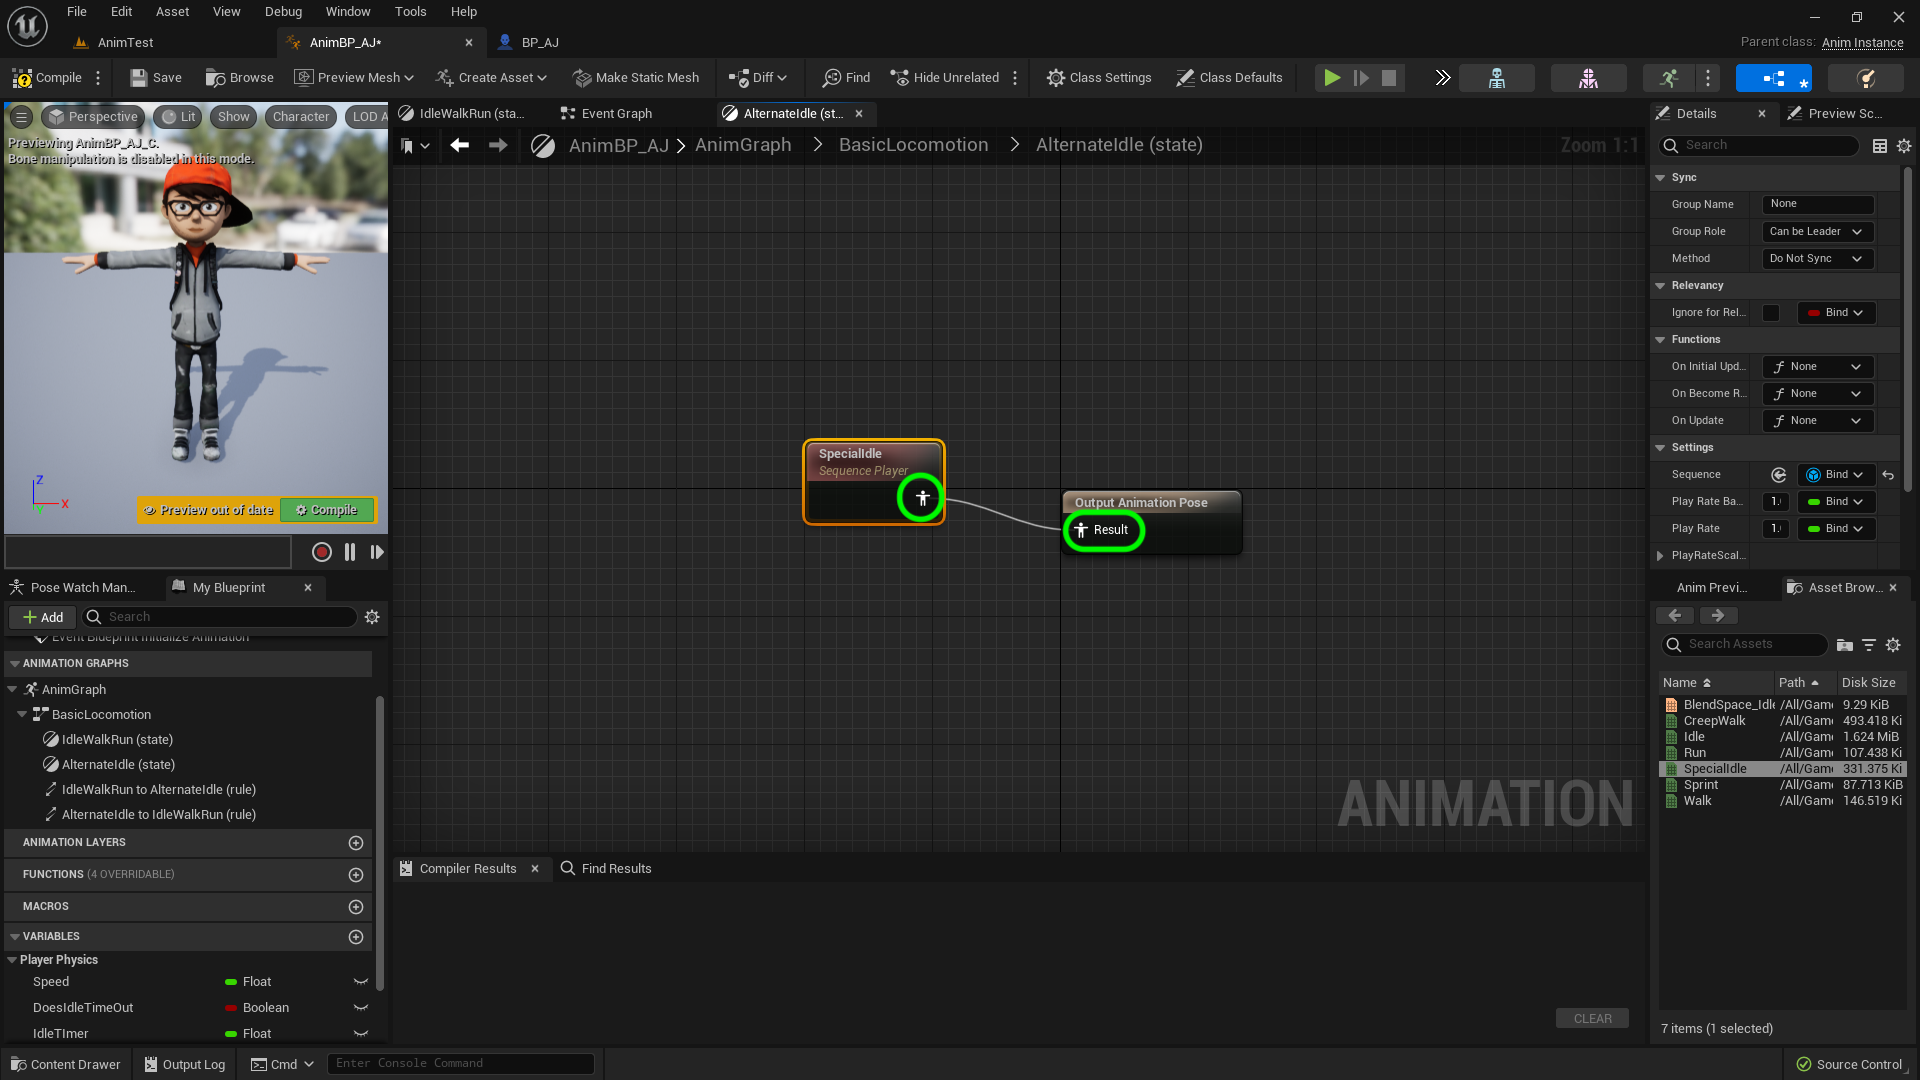 File Edit Asset View Debug Window Tools Help
AnimTest AnimBP_AJ* BP_AJ
Parent class: Anim Instance
Compile Save Browse Preview Mesh Create Asset Make Static Mesh Diff Find Hide Unrelated Class Settings Class Defaults
Perspective Lit Show Character LOD A
Previewing AnimBP_AJ_C.
Bone manipulation is disabled in this mode.
Z
X
Y
Preview out of date Compile
IdleWalkRun (sta... Event Graph AlternateIdle (st...
AnimBP_AJ > AnimGraph > BasicLocomotion > AlternateIdle (state)
Zoom 1:1
SpecialIdle
Sequence Player
Output Animation Pose
Result
ANIMATION
Pose Watch Man... My Blueprint
Add Search
Event Blueprint Initialize Animation
ANIMATION GRAPHS
AnimGraph
BasicLocomotion
IdleWalkRun (state)
AlternateIdle (state)
IdleWalkRun to AlternateIdle (rule)
AlternateIdle to IdleWalkRun (rule)
ANIMATION LAYERS
FUNCTIONS (4 OVERRIDABLE)
MACROS
VARIABLES
Player Physics
Speed Float
DoesIdleTimeOut Boolean
IdleTImer Float
Compiler Results Find Results
CLEAR
Details Preview Sc...
Search
Sync
Group Name None
Group Role Can be Leader
Method Do Not Sync
Relevancy
Ignore for Rel... Bind
Functions
On Initial Upd... None
On Become R... None
On Update None
Settings
Sequence Bind
Play Rate Ba... 1. Bind
Play Rate 1. Bind
PlayRateScal...
Anim Previ... Asset Brow...
Search Assets
Name Path Disk Size
BlendSpace_Idle /All/Game 9.29 KiB
CreepWalk /All/Game 493.418 Ki
Idle /All/Game 1.624 MiB
Run /All/Game 107.438 Ki
SpecialIdle /All/Game 331.375 Ki
Sprint /All/Game 87.713 KiB
Walk /All/Game 146.519 Ki
7 items (1 selected)
Content Drawer Output Log Cmd Enter Console Command
Source Control